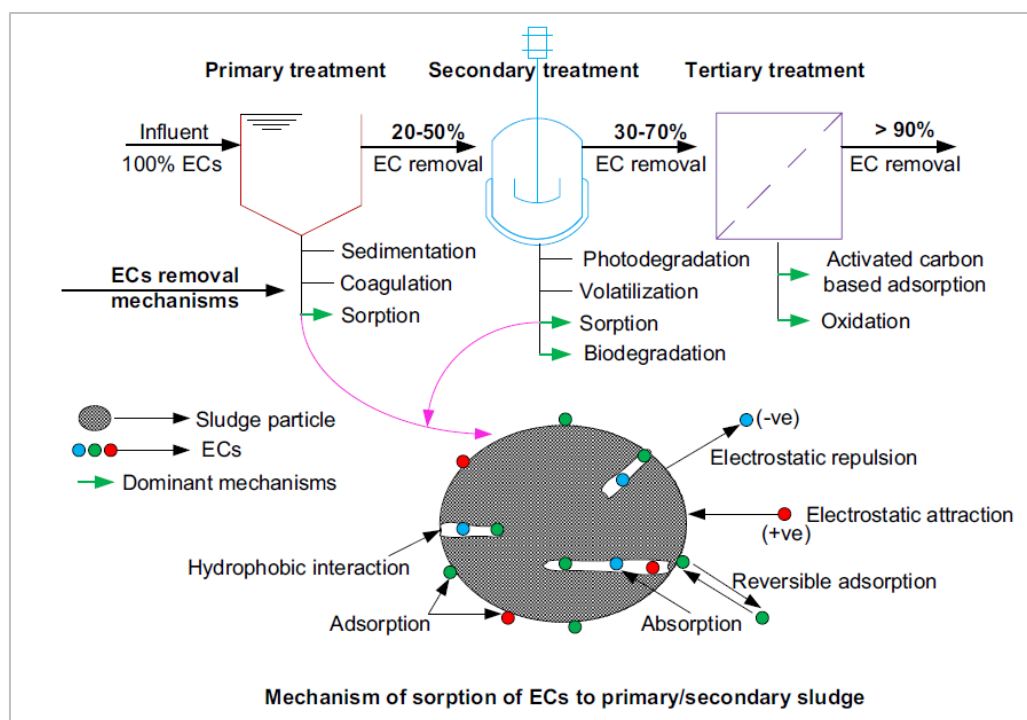 Primary treatment
Secondary treatment
Tertiary treatment
Influent
100% ECs
20-50%
EC removal
30-70%
EC removal
> 90%
EC removal
ECs removal
mechanisms
Sedimentation
Coagulation
Sorption
Photodegradation
Volatilization
Sorption
Biodegradation
Activated carbon
based adsorption
Oxidation
Sludge particle
ECs
Dominant mechanisms
(-ve)
Electrostatic repulsion
Electrostatic attraction
(+ve)
Hydrophobic interaction
Reversible adsorption
Adsorption
Absorption
Mechanism of sorption of ECs to primary/secondary sludge